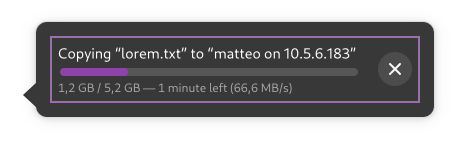 Copying “lorem.txt” to “matteo on 10.5.6.183”
1,2 GB / 5,2 GB — 1 minute left (66,6 MB/s)